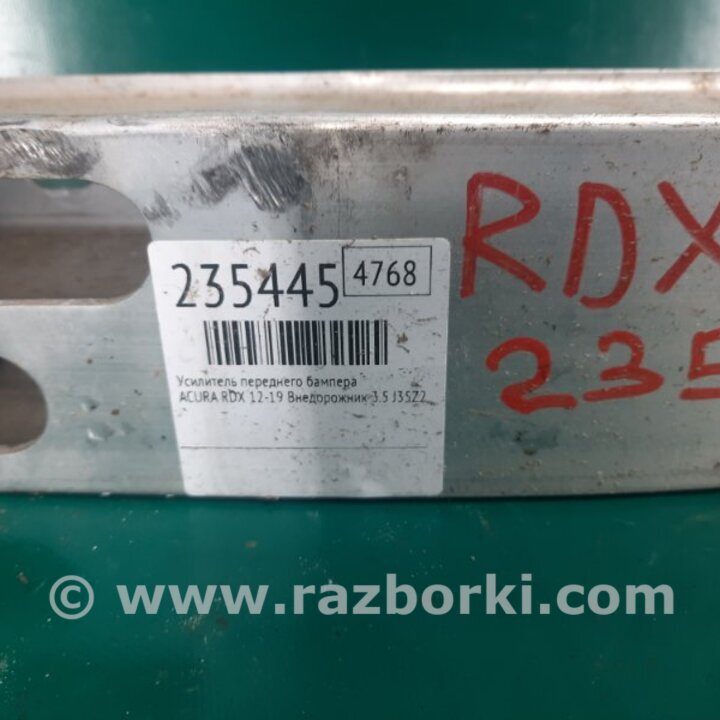 235445 4768
Усилитель переднего бампера
ACURA RDX 12-19 Внедорожник 3.5 J35Z2
RDX
235
© www.razborki.com